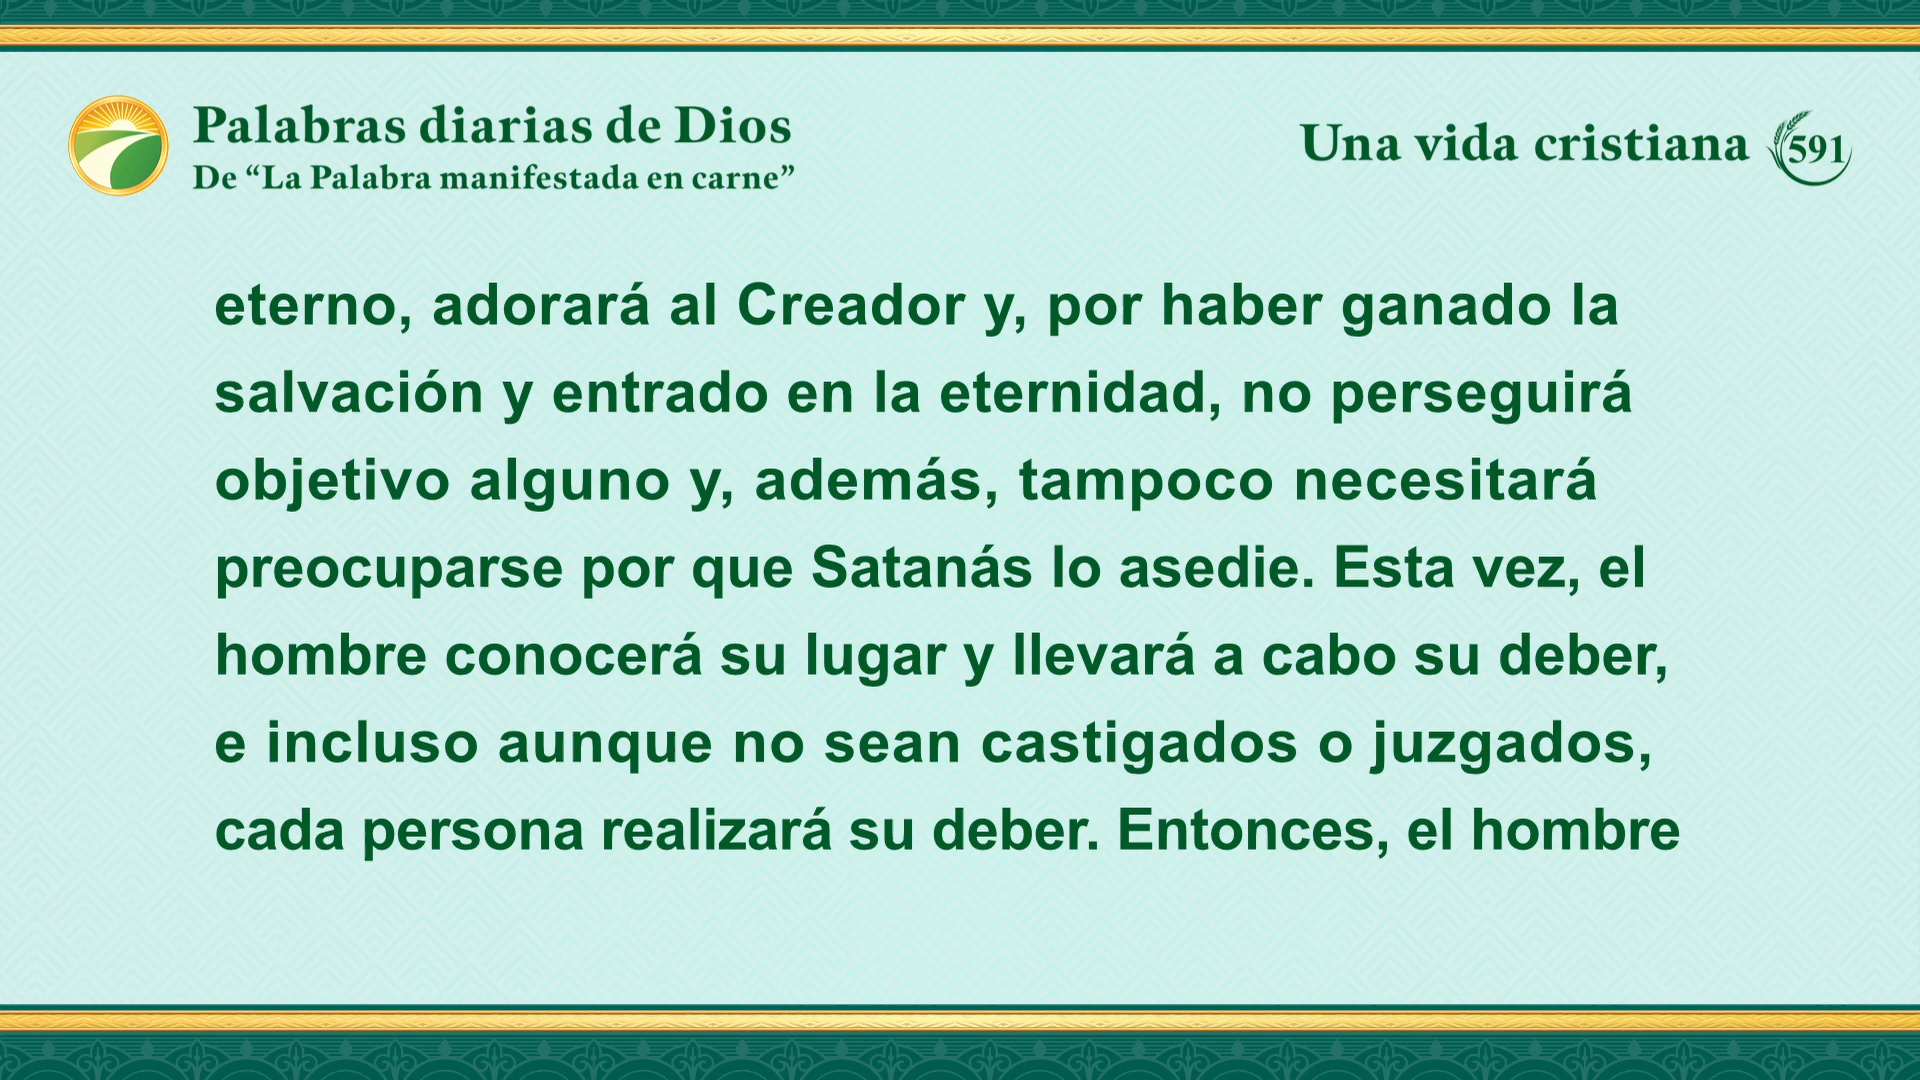 Palabras diarias de Dios
De “La Palabra manifestada en carne”
Una vida cristiana 591
eterno, adorará al Creador y, por haber ganado la
salvación y entrado en la eternidad, no perseguirá
objetivo alguno y, además, tampoco necesitará
preocuparse por que Satanás lo asedie. Esta vez, el
hombre conocerá su lugar y llevará a cabo su deber,
e incluso aunque no sean castigados o juzgados,
cada persona realizará su deber. Entonces, el hombre